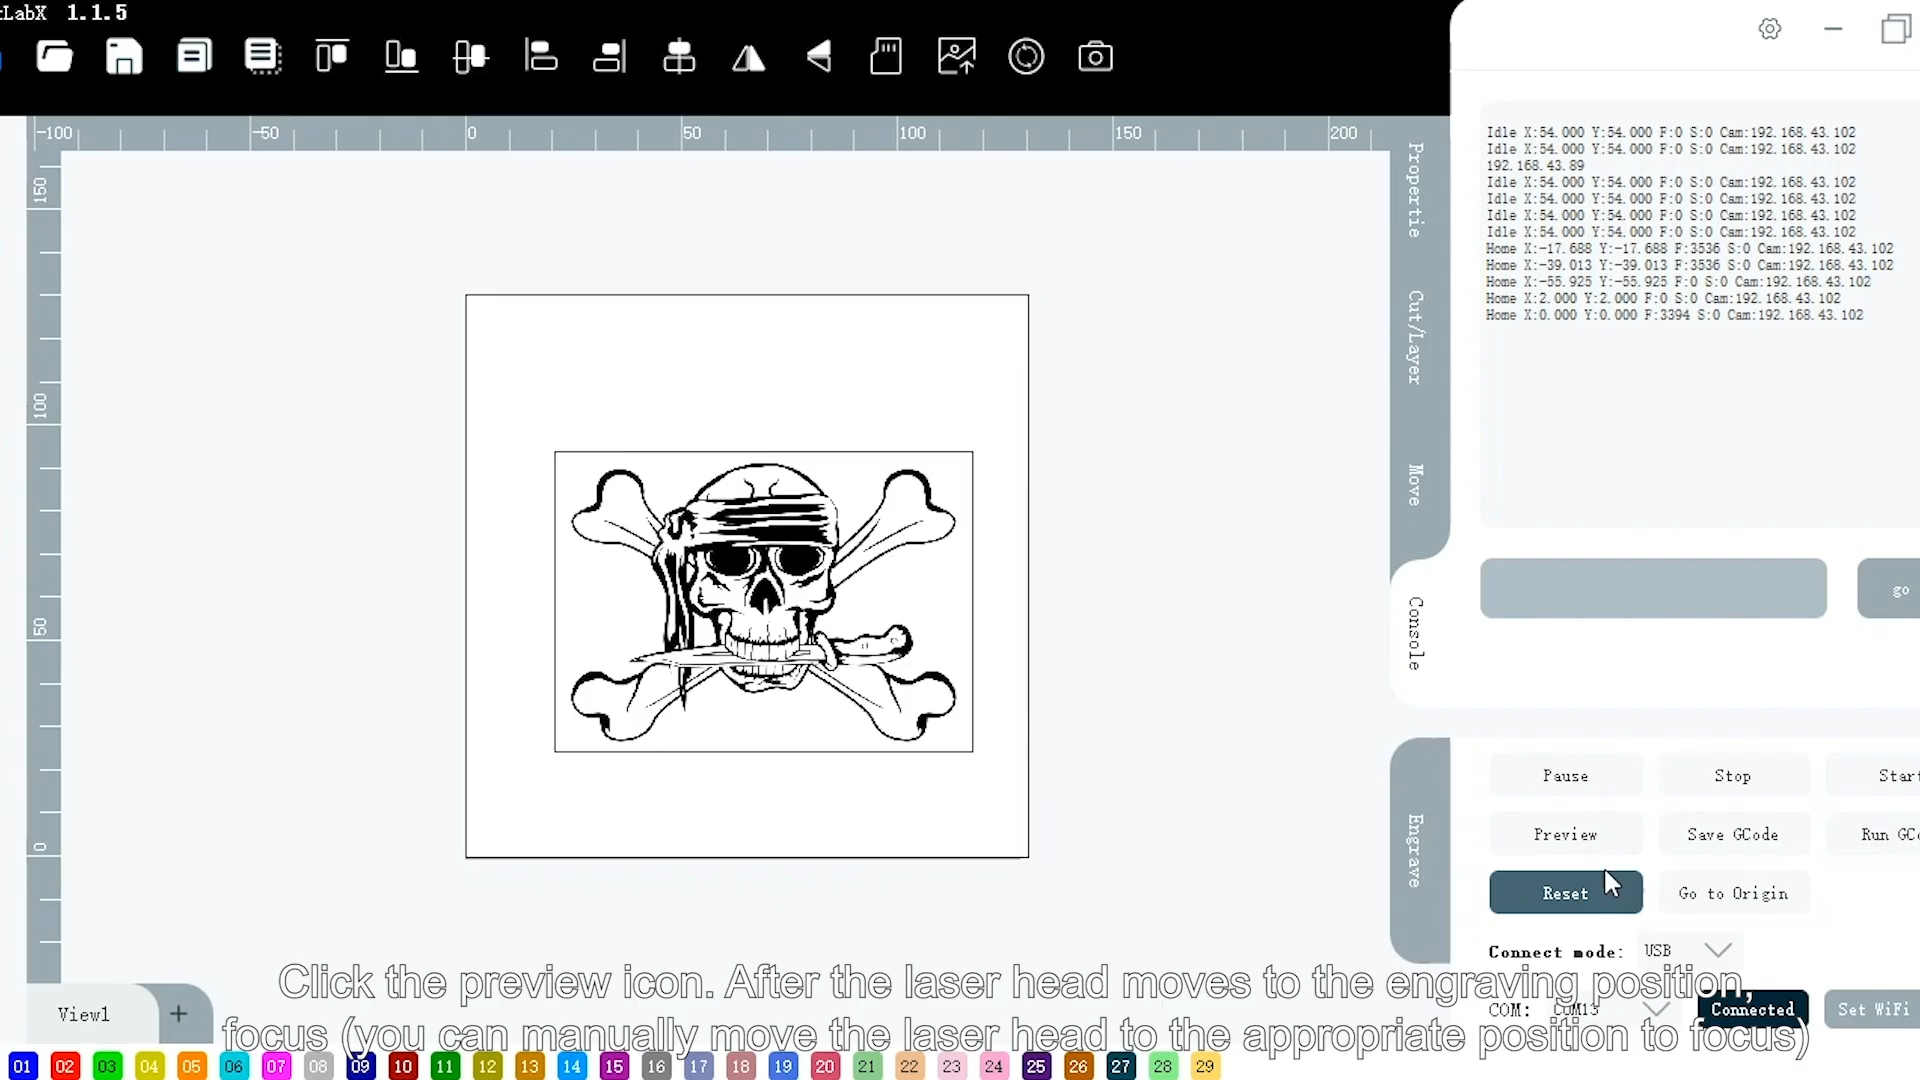 LabX 1.1.5
-100 -50 0 50 100 150 200
150
100
50
0
Propertie
Cut/Layer
Move
Console
Engrave
Idle X:54.000 Y:54.000 F:0 S:0 Cam:192.168.43.102
Idle X:54.000 Y:54.000 F:0 S:0 Cam:192.168.43.102
192.168.43.89
Idle X:54.000 Y:54.000 F:0 S:0 Cam:192.168.43.102
Idle X:54.000 Y:54.000 F:0 S:0 Cam:192.168.43.102
Idle X:54.000 Y:54.000 F:0 S:0 Cam:192.168.43.102
Idle X:54.000 Y:54.000 F:0 S:0 Cam:192.168.43.102
Home X:-17.688 Y:-17.688 F:3536 S:0 Cam:192.168.43.102
Home X:-39.013 Y:-39.013 F:3536 S:0 Cam:192.168.43.102
Home X:-55.925 Y:-55.925 F:0 S:0 Cam:192.168.43.102
Home X:2.000 Y:2.000 F:0 S:0 Cam:192.168.43.102
Home X:0.000 Y:0.000 F:3394 S:0 Cam:192.168.43.102
go
Pause Stop Start
Preview Save GCode Run GCo
Reset Go to Origin
Connect mode: USB
COM: COM13 Connected Set WiFi
View1 +
Click the preview icon. After the laser head moves to the engraving position,
focus (you can manually move the laser head to the appropriate position to focus)
01 02 03 04 05 06 07 08 09 10 11 12 13 14 15 16 17 18 19 20 21 22 23 24 25 26 27 28 29